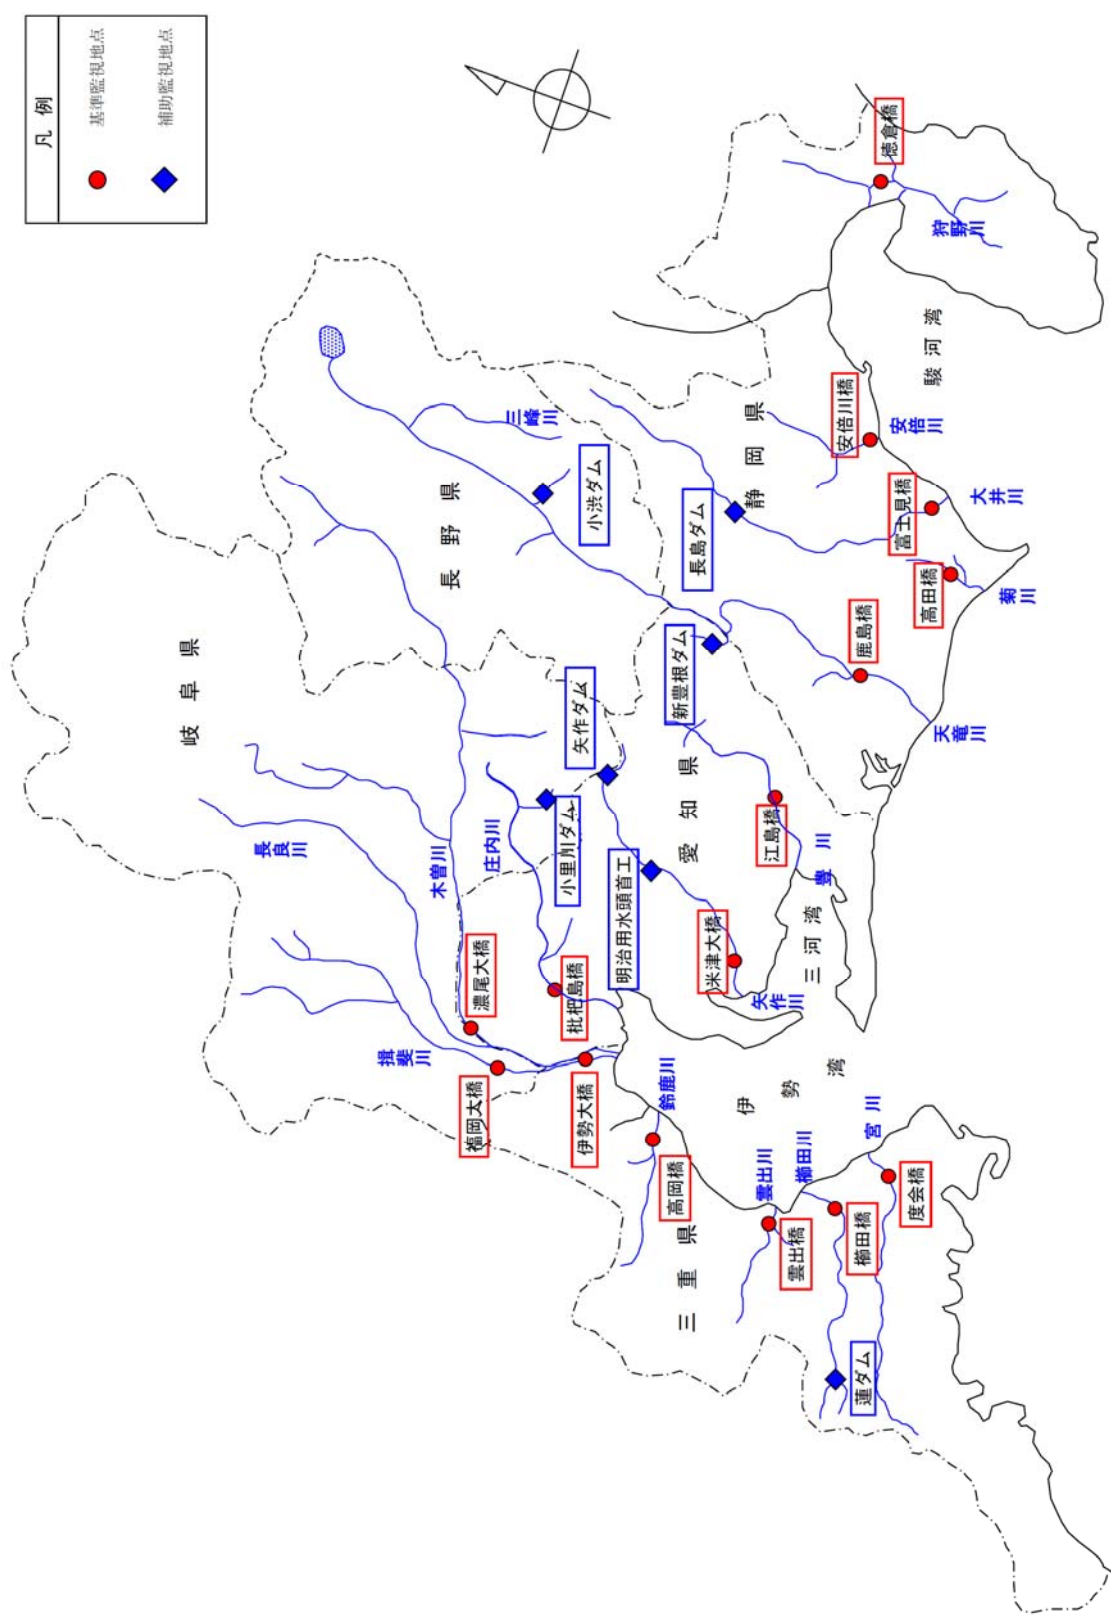 凡 例
基準監視地点
補助監視地点
岐 阜 県
長 野 県
静 岡 県
愛 知 県
三 重 県
駿 河 湾
三 河 湾
伊 勢 湾
徳倉橋
狩野川
安倍川橋
安倍川
富士見橋
大井川
長島ダム
高田橋
菊川
鹿島橋
天竜川
三峰川
小渋ダム
新豊根ダム
江島橋
豊 川
矢作ダム
明治用水頭首工
米津大橋
矢作川
小里川ダム
庄内川
枇杷島橋
木曽川
濃尾大橋
長良川
揖斐川
福岡大橋
伊勢大橋
鈴鹿川
高岡橋
雲出川
雲出橋
櫛田川
櫛田橋
蓮ダム
宮 川
度会橋